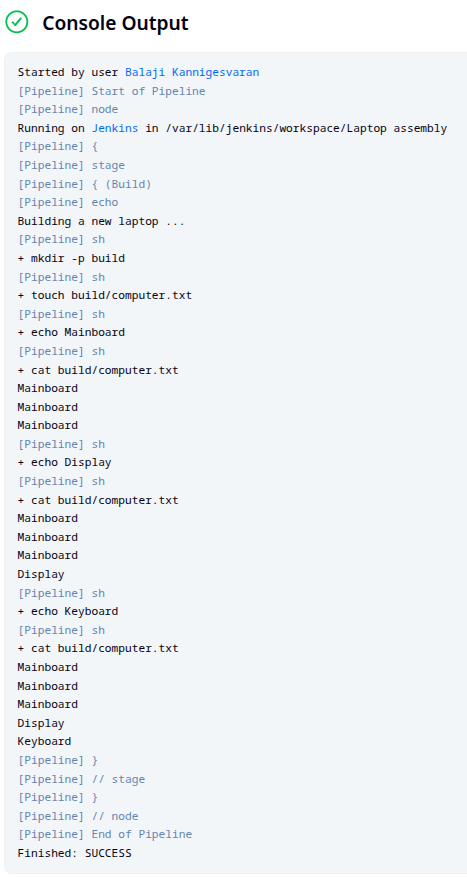 Console Output
Started by user Balaji Kannigesvaran
[Pipeline] Start of Pipeline
[Pipeline] node
Running on Jenkins in /var/lib/jenkins/workspace/Laptop assembly
[Pipeline] {
[Pipeline] stage
[Pipeline] { (Build)
[Pipeline] echo
Building a new laptop ...
[Pipeline] sh
+ mkdir -p build
[Pipeline] sh
+ touch build/computer.txt
[Pipeline] sh
+ echo Mainboard
[Pipeline] sh
+ cat build/computer.txt
Mainboard
Mainboard
Mainboard
[Pipeline] sh
+ echo Display
[Pipeline] sh
+ cat build/computer.txt
Mainboard
Mainboard
Mainboard
Display
[Pipeline] sh
+ echo Keyboard
[Pipeline] sh
+ cat build/computer.txt
Mainboard
Mainboard
Mainboard
Display
Keyboard
[Pipeline] }
[Pipeline] // stage
[Pipeline] }
[Pipeline] // node
[Pipeline] End of Pipeline
Finished: SUCCESS